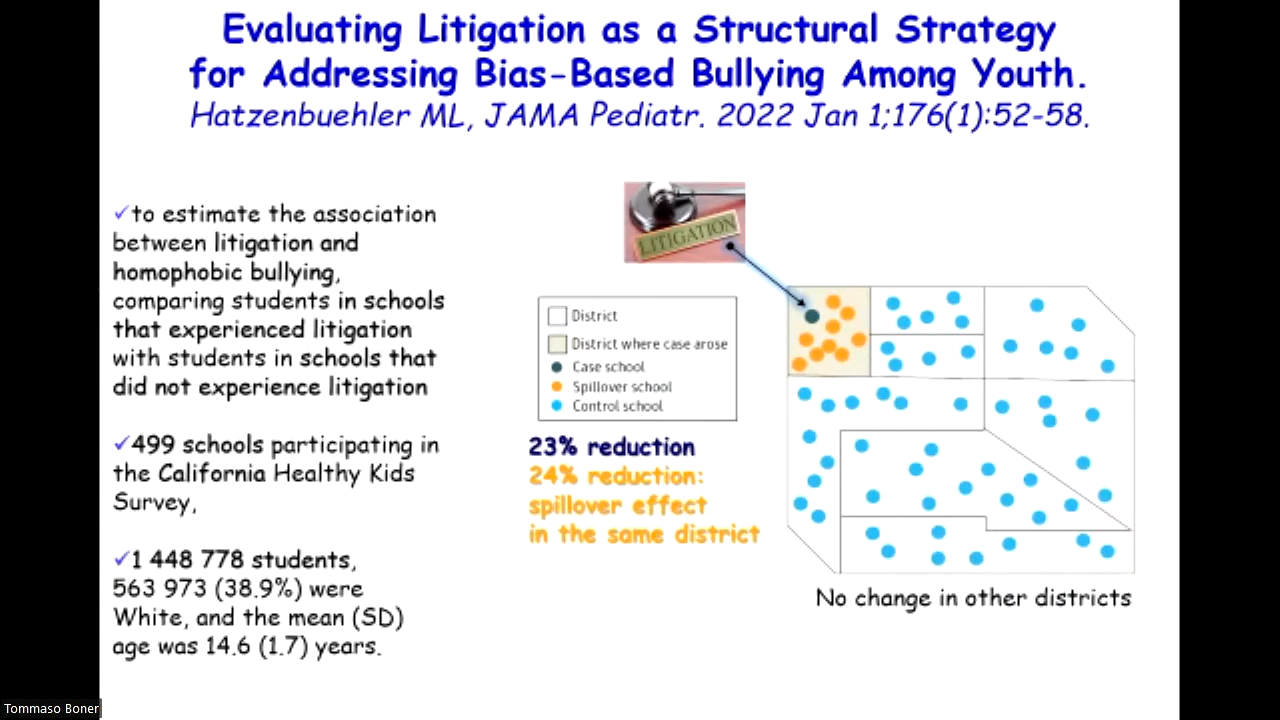 Evaluating Litigation as a Structural Strategy
for Addressing Bias-Based Bullying Among Youth.
Hatzenbuehler ML, JAMA Pediatr. 2022 Jan 1;176(1):52-58.
✓to estimate the association
between litigation and
homophobic bullying,
comparing students in schools
that experienced litigation
with students in schools that
did not experience litigation
✓499 schools participating in
the California Healthy Kids
Survey,
✓1 448 778 students,
563 973 (38.9%) were
White, and the mean (SD)
age was 14.6 (1.7) years.
LITIGATION
District
District where case arose
Case school
Spillover school
Control school
23% reduction
24% reduction:
spillover effect
in the same district
No change in other districts
Tommaso Boner